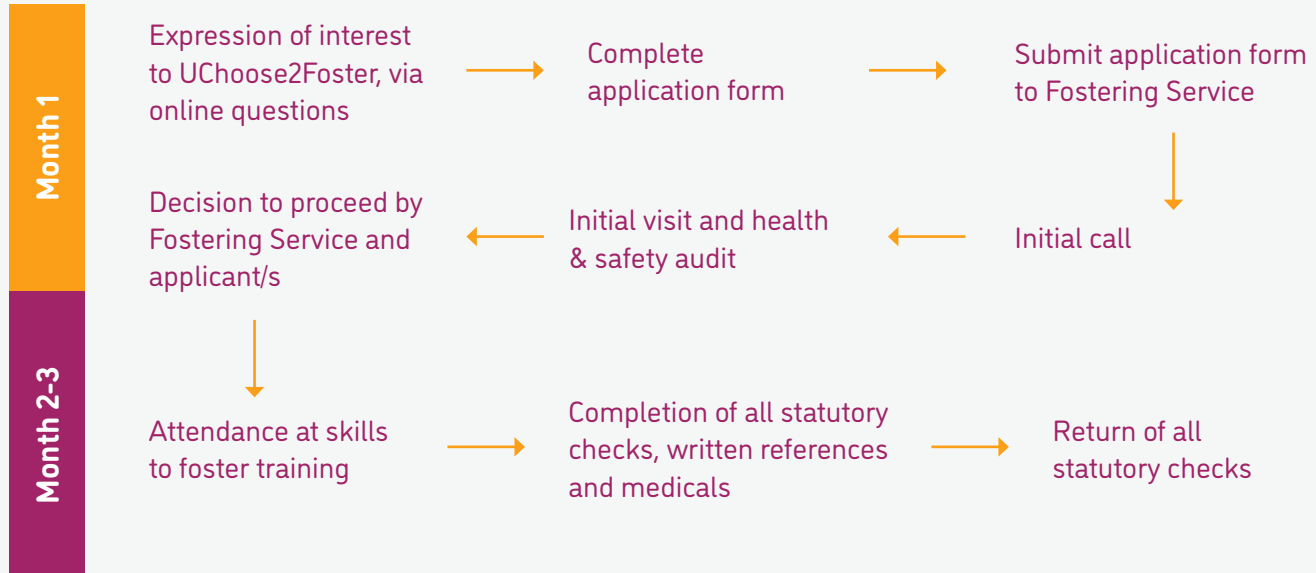 Month 1
Expression of interest
to UChoose2Foster, via
online questions
Complete
application form
Submit application form
to Fostering Service
Initial call
Initial visit and health
& safety audit
Decision to proceed by
Fostering Service and
applicant/s
Month 2-3
Attendance at skills
to foster training
Completion of all statutory
checks, written references
and medicals
Return of all
statutory checks